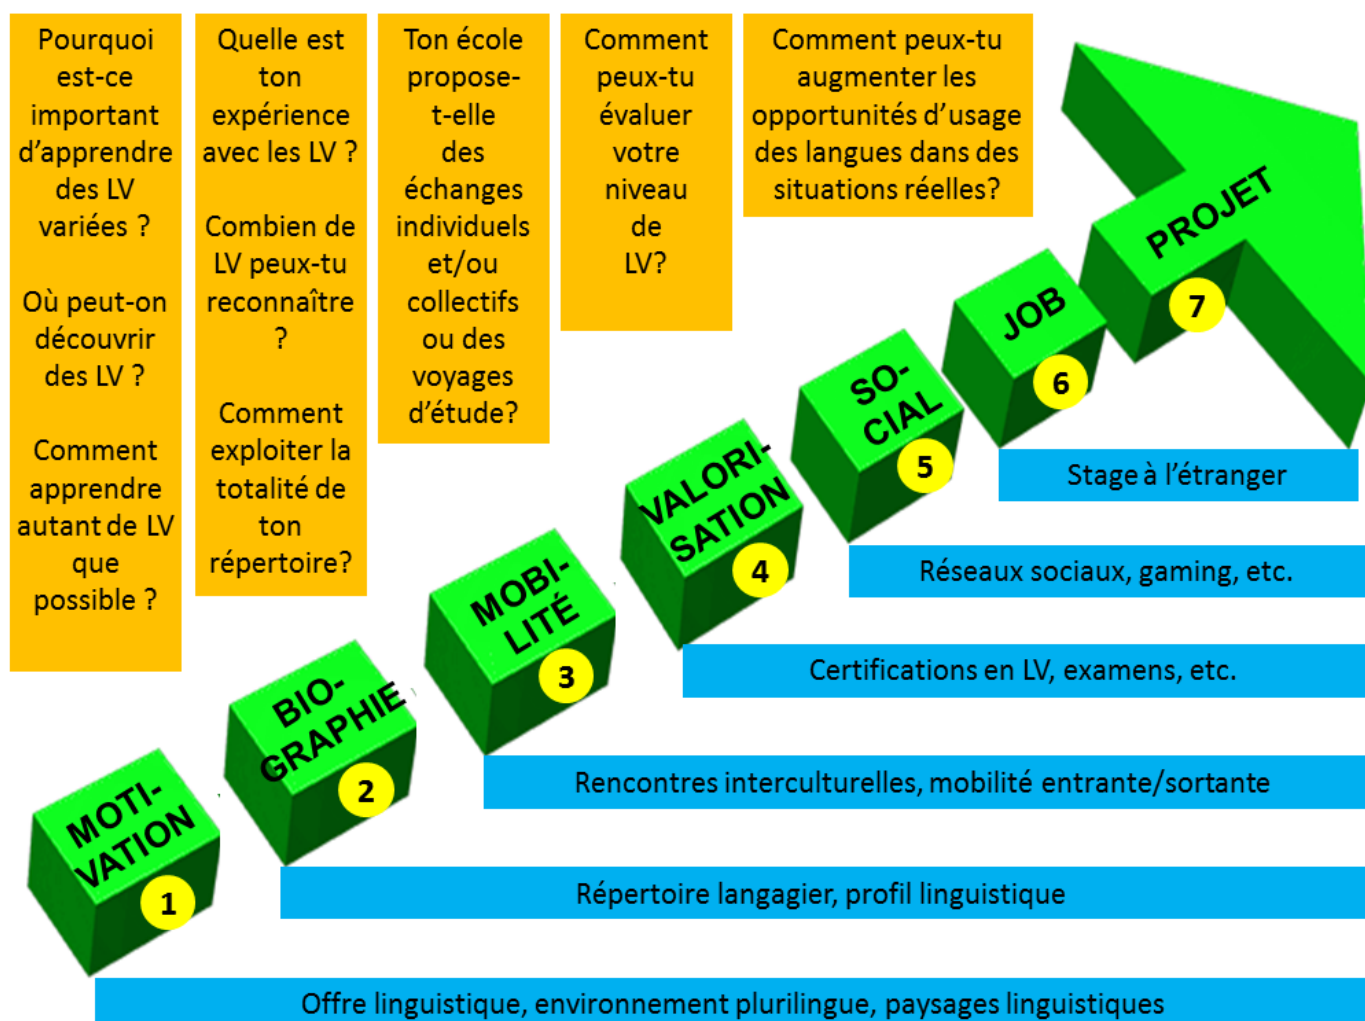 Pourquoi
est-ce
important
d’apprendre
des LV
variées ?
Où peut-on
découvrir
des LV ?
Comment
apprendre
autant de LV
que
possible ?
Quelle est
ton
expérience
avec les LV ?
Combien de
LV peux-tu
reconnaître
?
Comment
exploiter la
totalité de
ton
répertoire?
Ton école
propose-
t-elle
des
échanges
individuels
et/ou
collectifs
ou des
voyages
d’étude?
Comment
peux-tu
évaluer
votre
niveau
de
LV?
Comment peux-tu
augmenter les
opportunités d’usage
des langues dans des
situations réelles?
PROJET
7
JOB
6
Stage à l’étranger
SO-
CIAL
5
Réseaux sociaux, gaming, etc.
VALORI-
SATION
4
Certifications en LV, examens, etc.
MOBI-
LITÉ
3
Rencontres interculturelles, mobilité entrante/sortante
BIO-
GRAPHIE
2
Répertoire langagier, profil linguistique
MOTI-
VATION
1
Offre linguistique, environnement plurilingue, paysages linguistiques